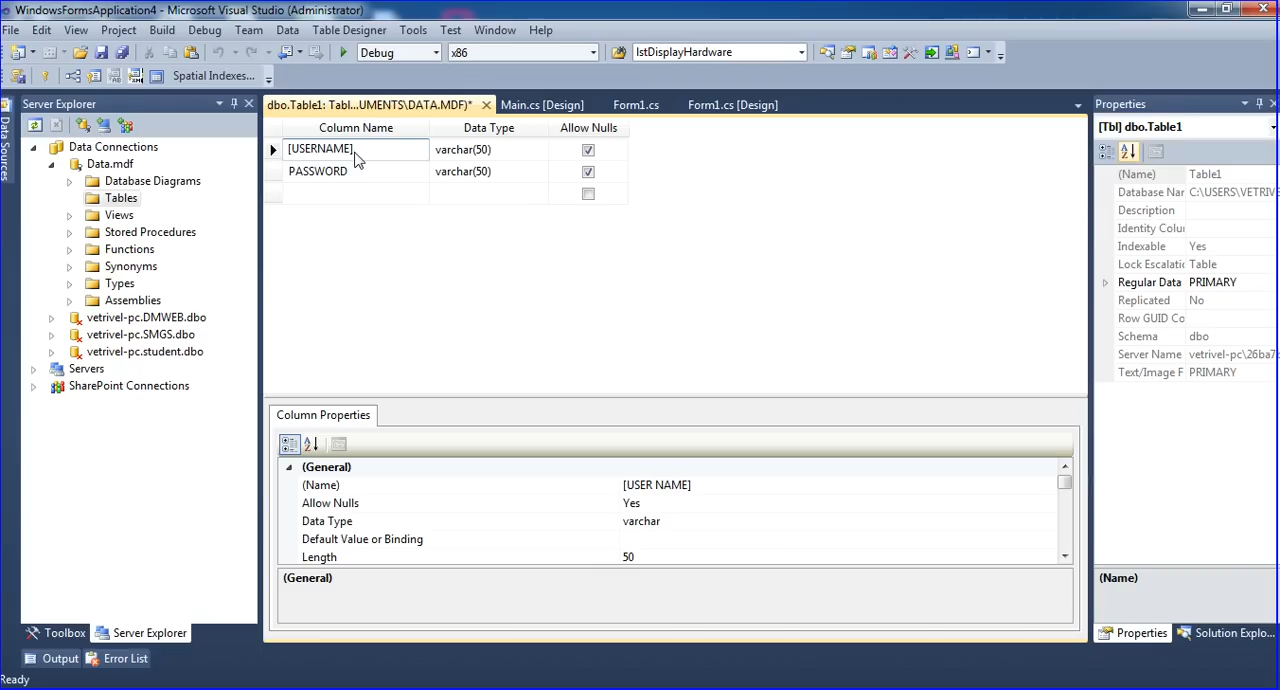 WindowsFormsApplication4 - Microsoft Visual Studio (Administrator)
File Edit View Project Build Debug Team Data Table Designer Tools Test Window Help
Debug x86 lstDisplayHardware
Spatial Indexes...
Data Sources
Server Explorer
Data Connections
Data.mdf
Database Diagrams
Tables
Views
Stored Procedures
Functions
Synonyms
Types
Assemblies
vetrivel-pc.DMWEB.dbo
vetrivel-pc.SMGS.dbo
vetrivel-pc.student.dbo
Servers
SharePoint Connections
Toolbox Server Explorer
dbo.Table1: Tabl...UMENTS\DATA.MDF)* Main.cs [Design] Form1.cs Form1.cs [Design]
Column Name Data Type Allow Nulls
[USERNAME] varchar(50)
PASSWORD varchar(50)
Column Properties
(General)
(Name) [USER NAME]
Allow Nulls Yes
Data Type varchar
Default Value or Binding
Length 50
(General)
Properties
[Tbl] dbo.Table1
(Name) Table1
Database Nar C:\USERS\VETRIVE
Description
Identity Colu
Indexable Yes
Lock Escalatic Table
Regular Data PRIMARY
Replicated No
Row GUID Co
Schema dbo
Server Name vetrivel-pc\26ba7
Text/Image F PRIMARY
(Name)
Properties Solution Explo...
Output Error List
Ready